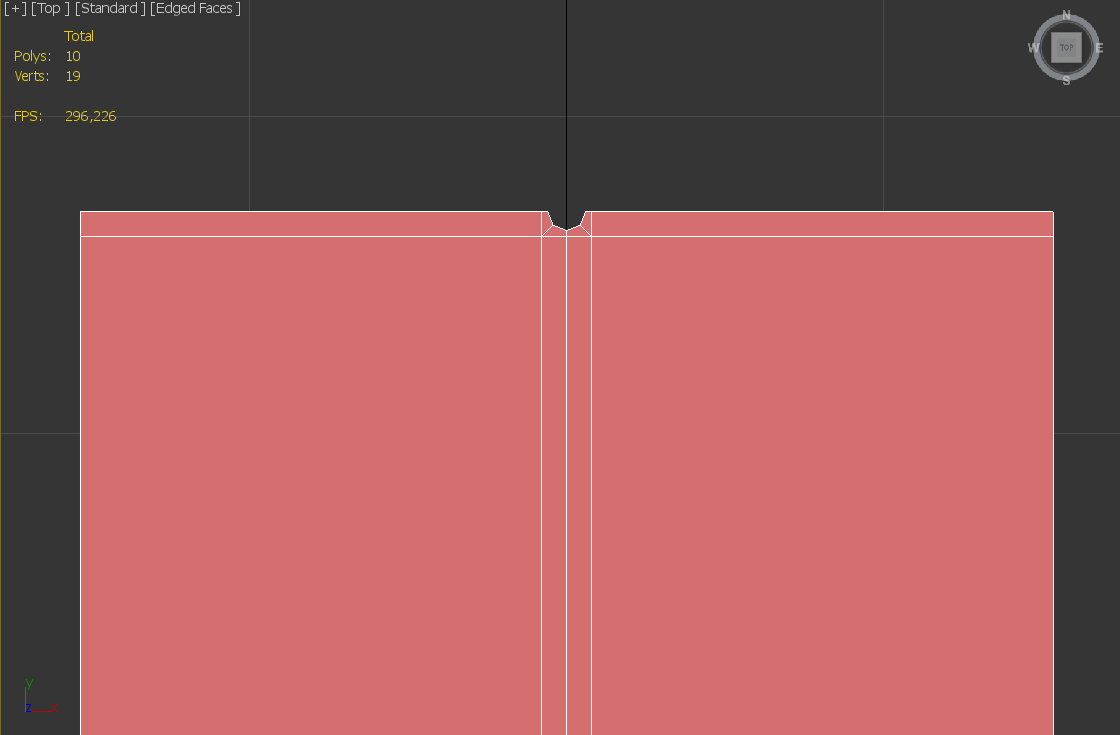 [+] [Top ] [Standard ] [Edged Faces ]
Total
Polys: 10
Verts: 19
FPS: 296,226
N
W TOP E
S
y
z x